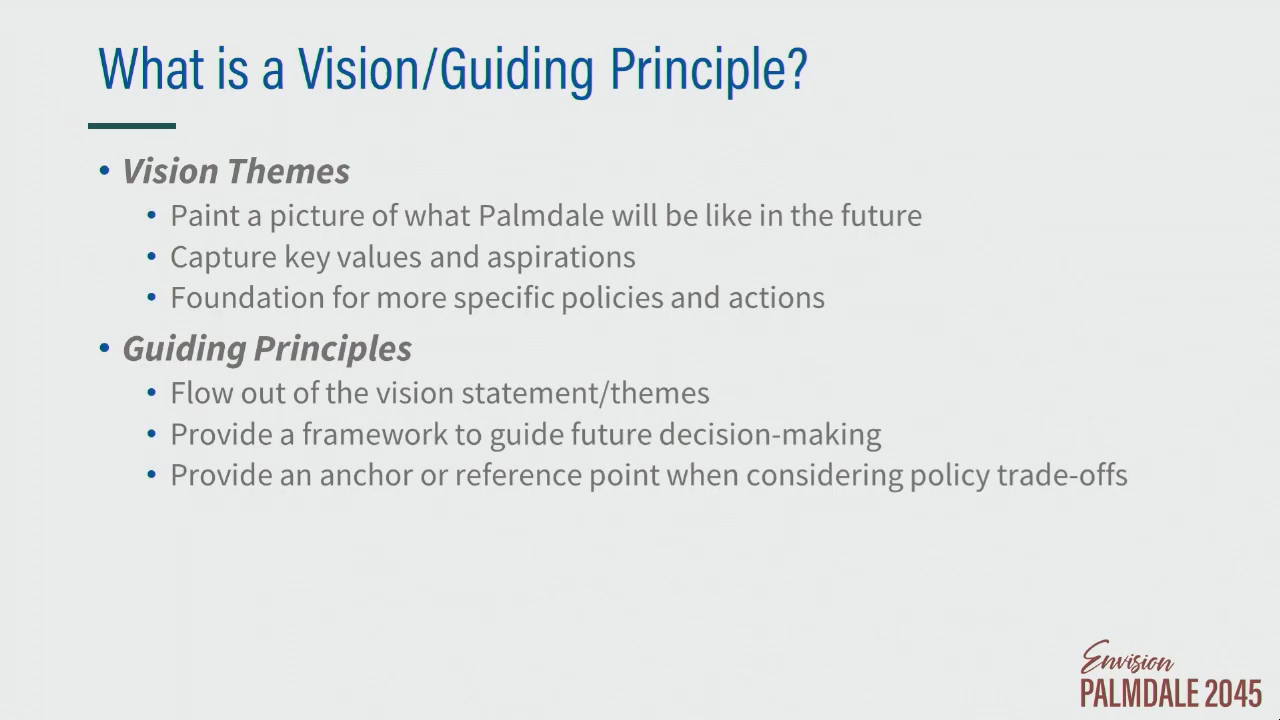 What is a Vision/Guiding Principle?
• Vision Themes
• Paint a picture of what Palmdale will be like in the future
• Capture key values and aspirations
• Foundation for more specific policies and actions
• Guiding Principles
• Flow out of the vision statement/themes
• Provide a framework to guide future decision-making
• Provide an anchor or reference point when considering policy trade-offs
Envision
PALMDALE 2045